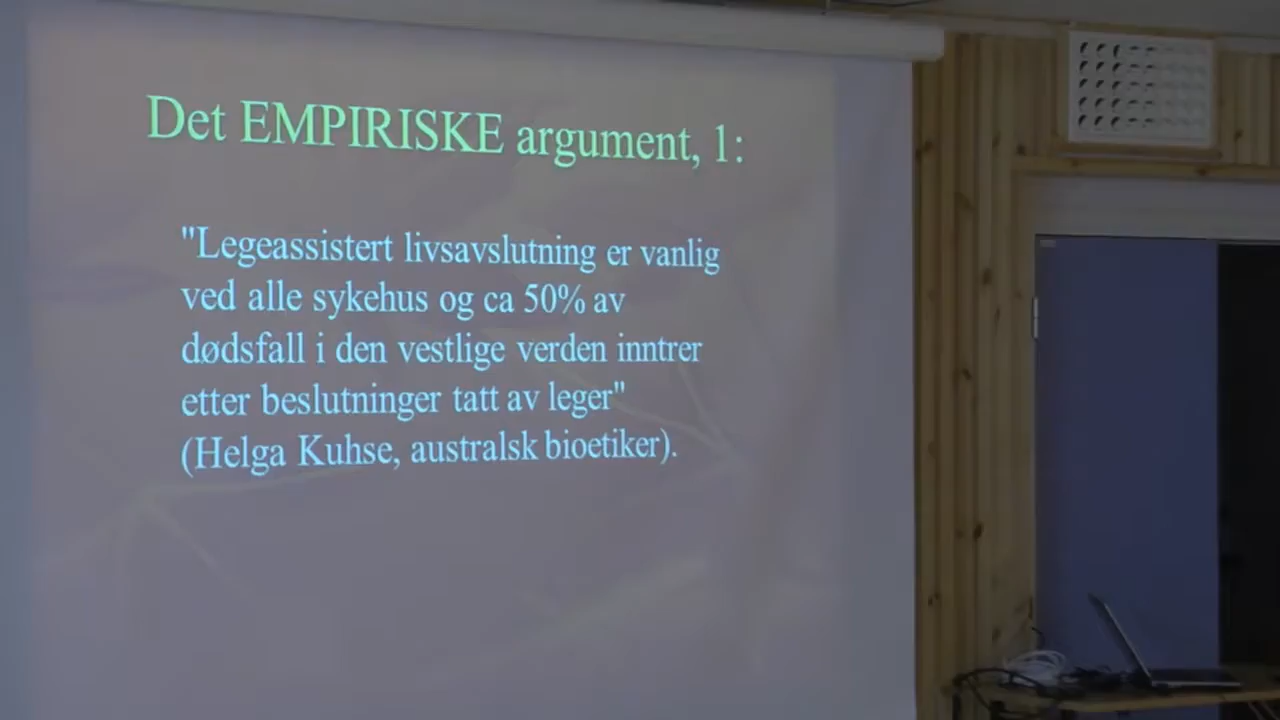 Det EMPIRISKE argument, 1:
"Legeassistert livsavslutning er vanlig
ved alle sykehus og ca 50% av
dødsfall i den vestlige verden inntrer
etter beslutninger tatt av leger"
(Helga Kuhse, australsk bioetiker).